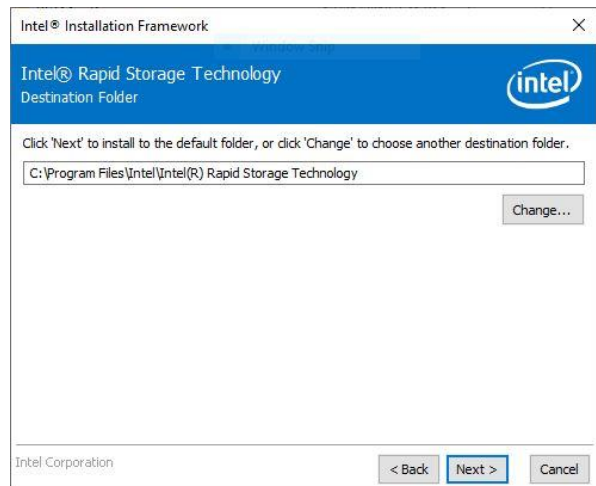 Intel® Installation Framework
Window Snip
Intel® Rapid Storage Technology
Destination Folder
intel
Click 'Next' to install to the default folder, or click 'Change' to choose another destination folder.
C:\Program Files\Intel\Intel(R) Rapid Storage Technology
Change...
Intel Corporation
< Back
Next >
Cancel